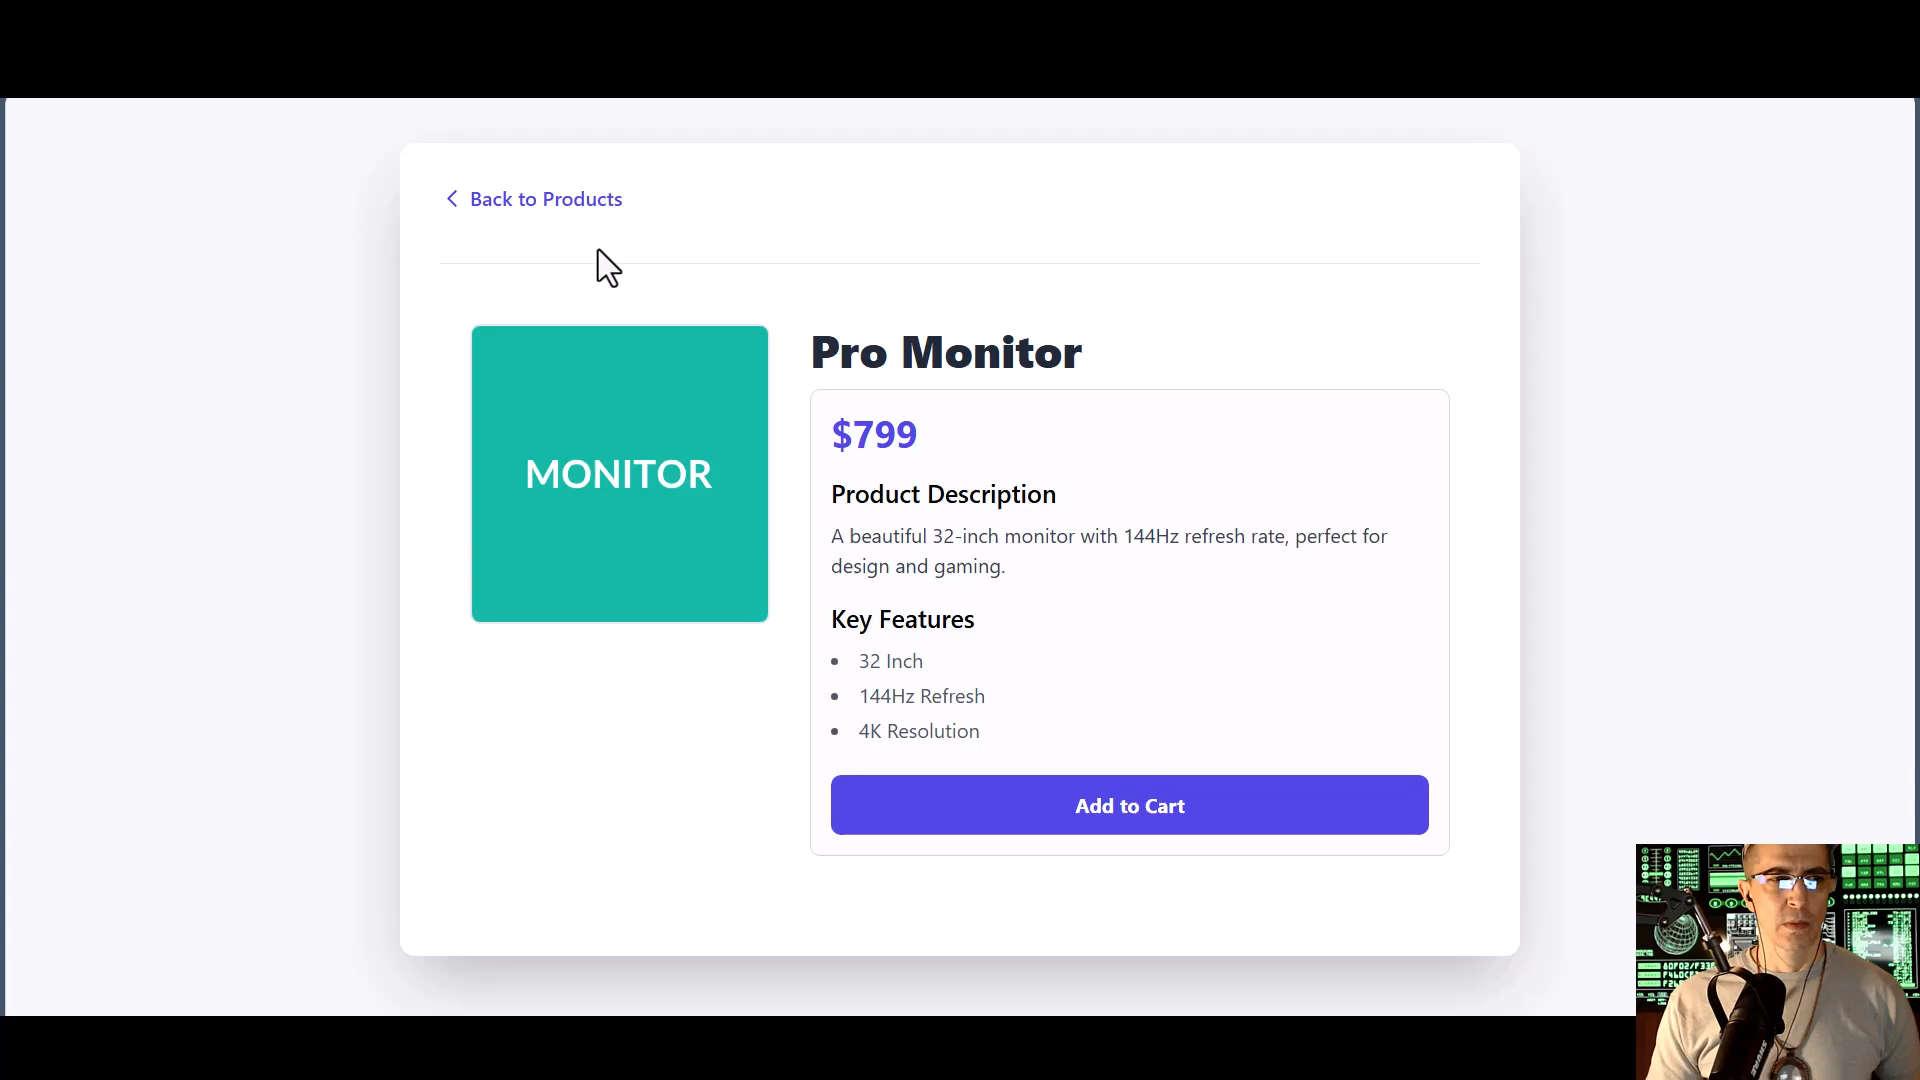 Back to Products
MONITOR
Pro Monitor
$799
Product Description
A beautiful 32-inch monitor with 144Hz refresh rate, perfect for
design and gaming.
Key Features
• 32 Inch
• 144Hz Refresh
• 4K Resolution
Add to Cart
SHURE